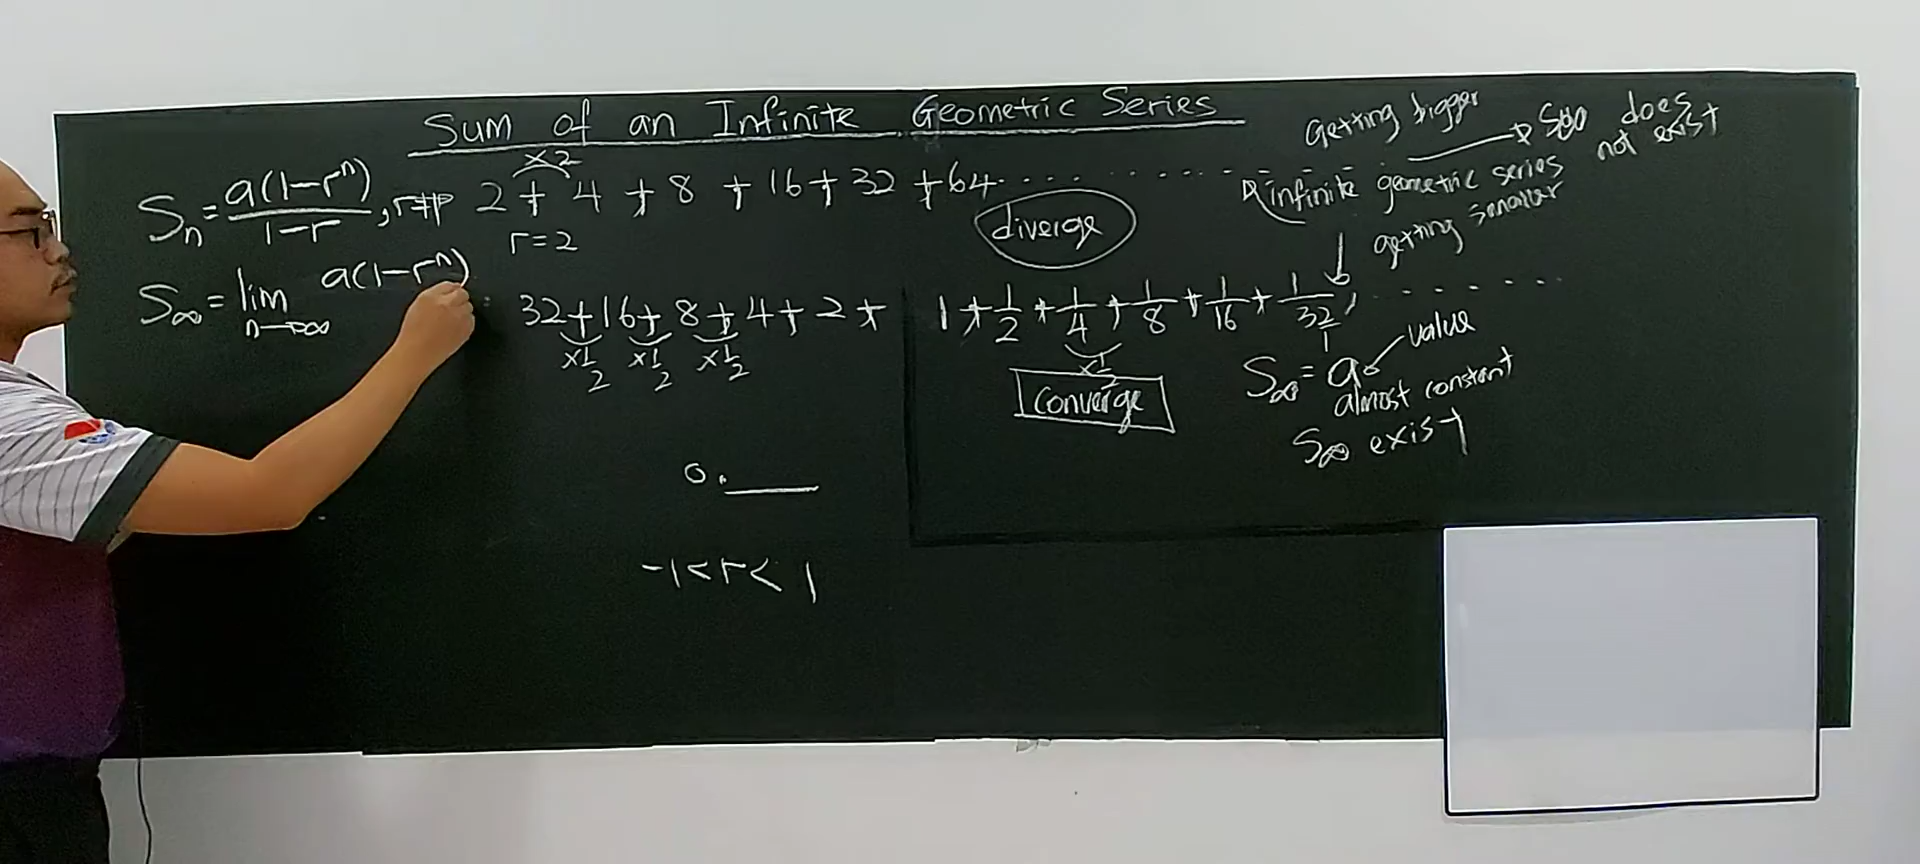 Sum of an Infinite Geometric Series
Sn = a(1-rⁿ)/1-r , r≠
S∞ = lim n→∞ a(1-rⁿ)
×2
2 + 4 + 8 + 16 + 32 + 64 ............
r=2
diverge
Getting bigger
S∞ does not exist
infinite geometric series
getting smaller
32 + 16 + 8 + 4 + 2 + 1 + 1/2 + 1/4 + 1/8 + 1/16 + 1/32 , ........
×1/2 ×1/2 ×1/2 ×1/2
Converge
S∞ = a value
almost constant
S∞ exist
0.
-1<r<1